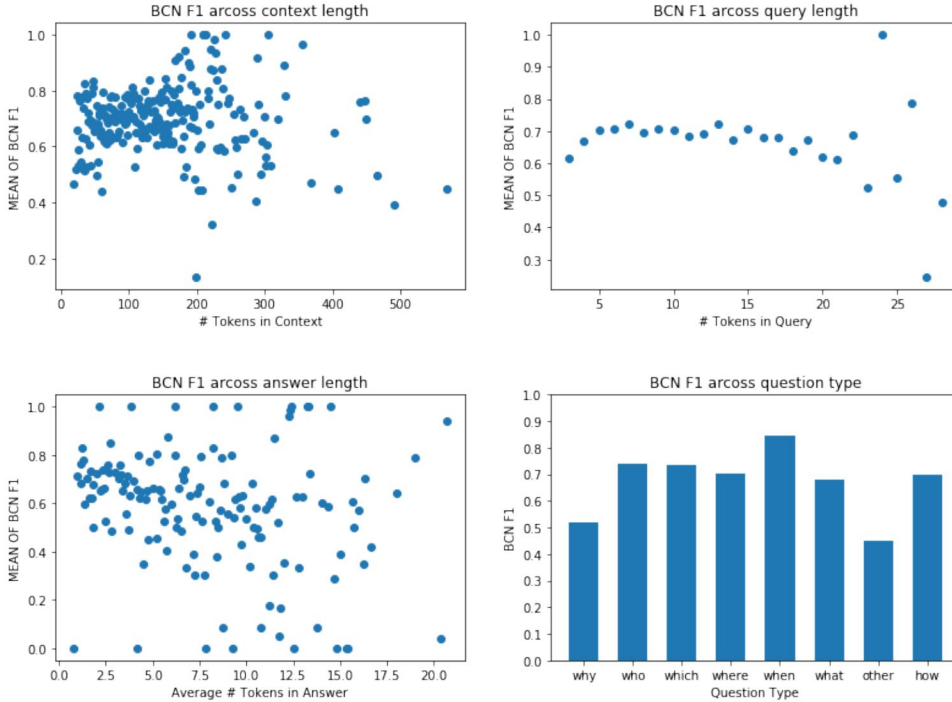 BCN F1 arcoss context length
MEAN OF BCN F1
1.0
0.8
0.6
0.4
0.2
0
100
200
300
400
500
# Tokens in Context
BCN F1 arcoss query length
MEAN OF BCN F1
1.0
0.9
0.8
0.7
0.6
0.5
0.4
0.3
5
10
15
20
25
# Tokens in Query
BCN F1 arcoss answer length
MEAN OF BCN F1
1.0
0.8
0.6
0.4
0.2
0.0
0.0
2.5
5.0
7.5
10.0
12.5
15.0
17.5
20.0
Average # Tokens in Answer
BCN F1 arcoss question type
BCN F1
1.0
0.9
0.8
0.7
0.6
0.5
0.4
0.3
0.2
0.1
0.0
why
who
which
where
when
what
other
how
Question Type